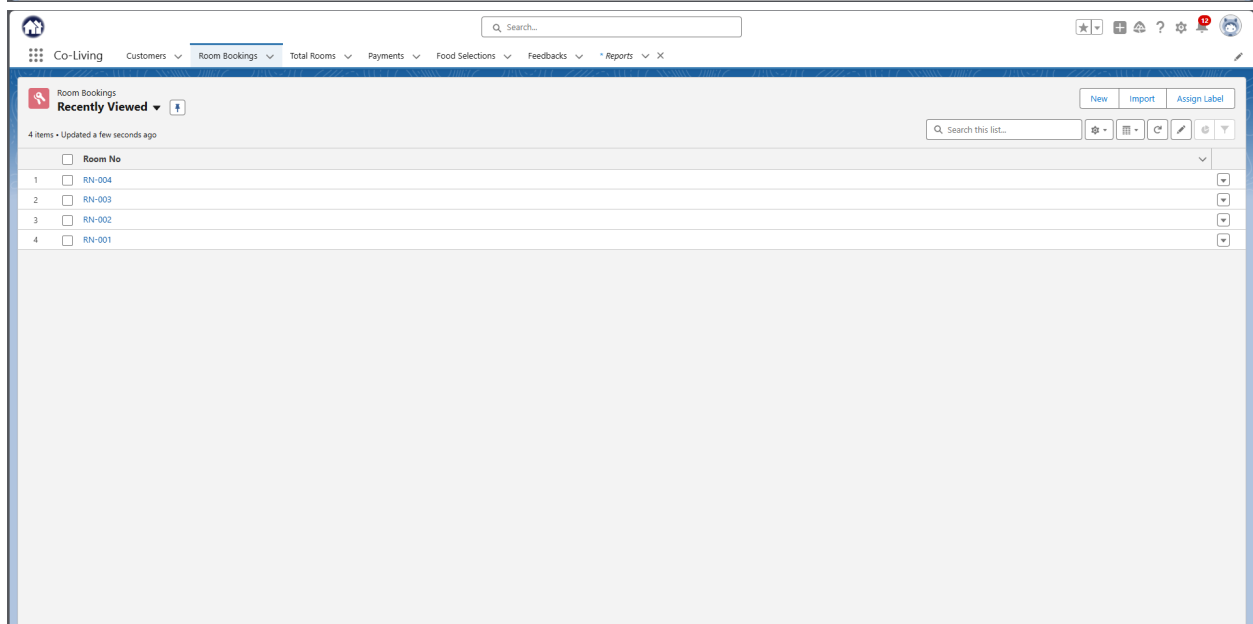 Search...
12
Co-Living Customers Room Bookings Total Rooms Payments Food Selections Feedbacks * Reports
Room Bookings
Recently Viewed
New Import Assign Label
4 items • Updated a few seconds ago
Search this list...
Room No
1 RN-004
2 RN-003
3 RN-002
4 RN-001